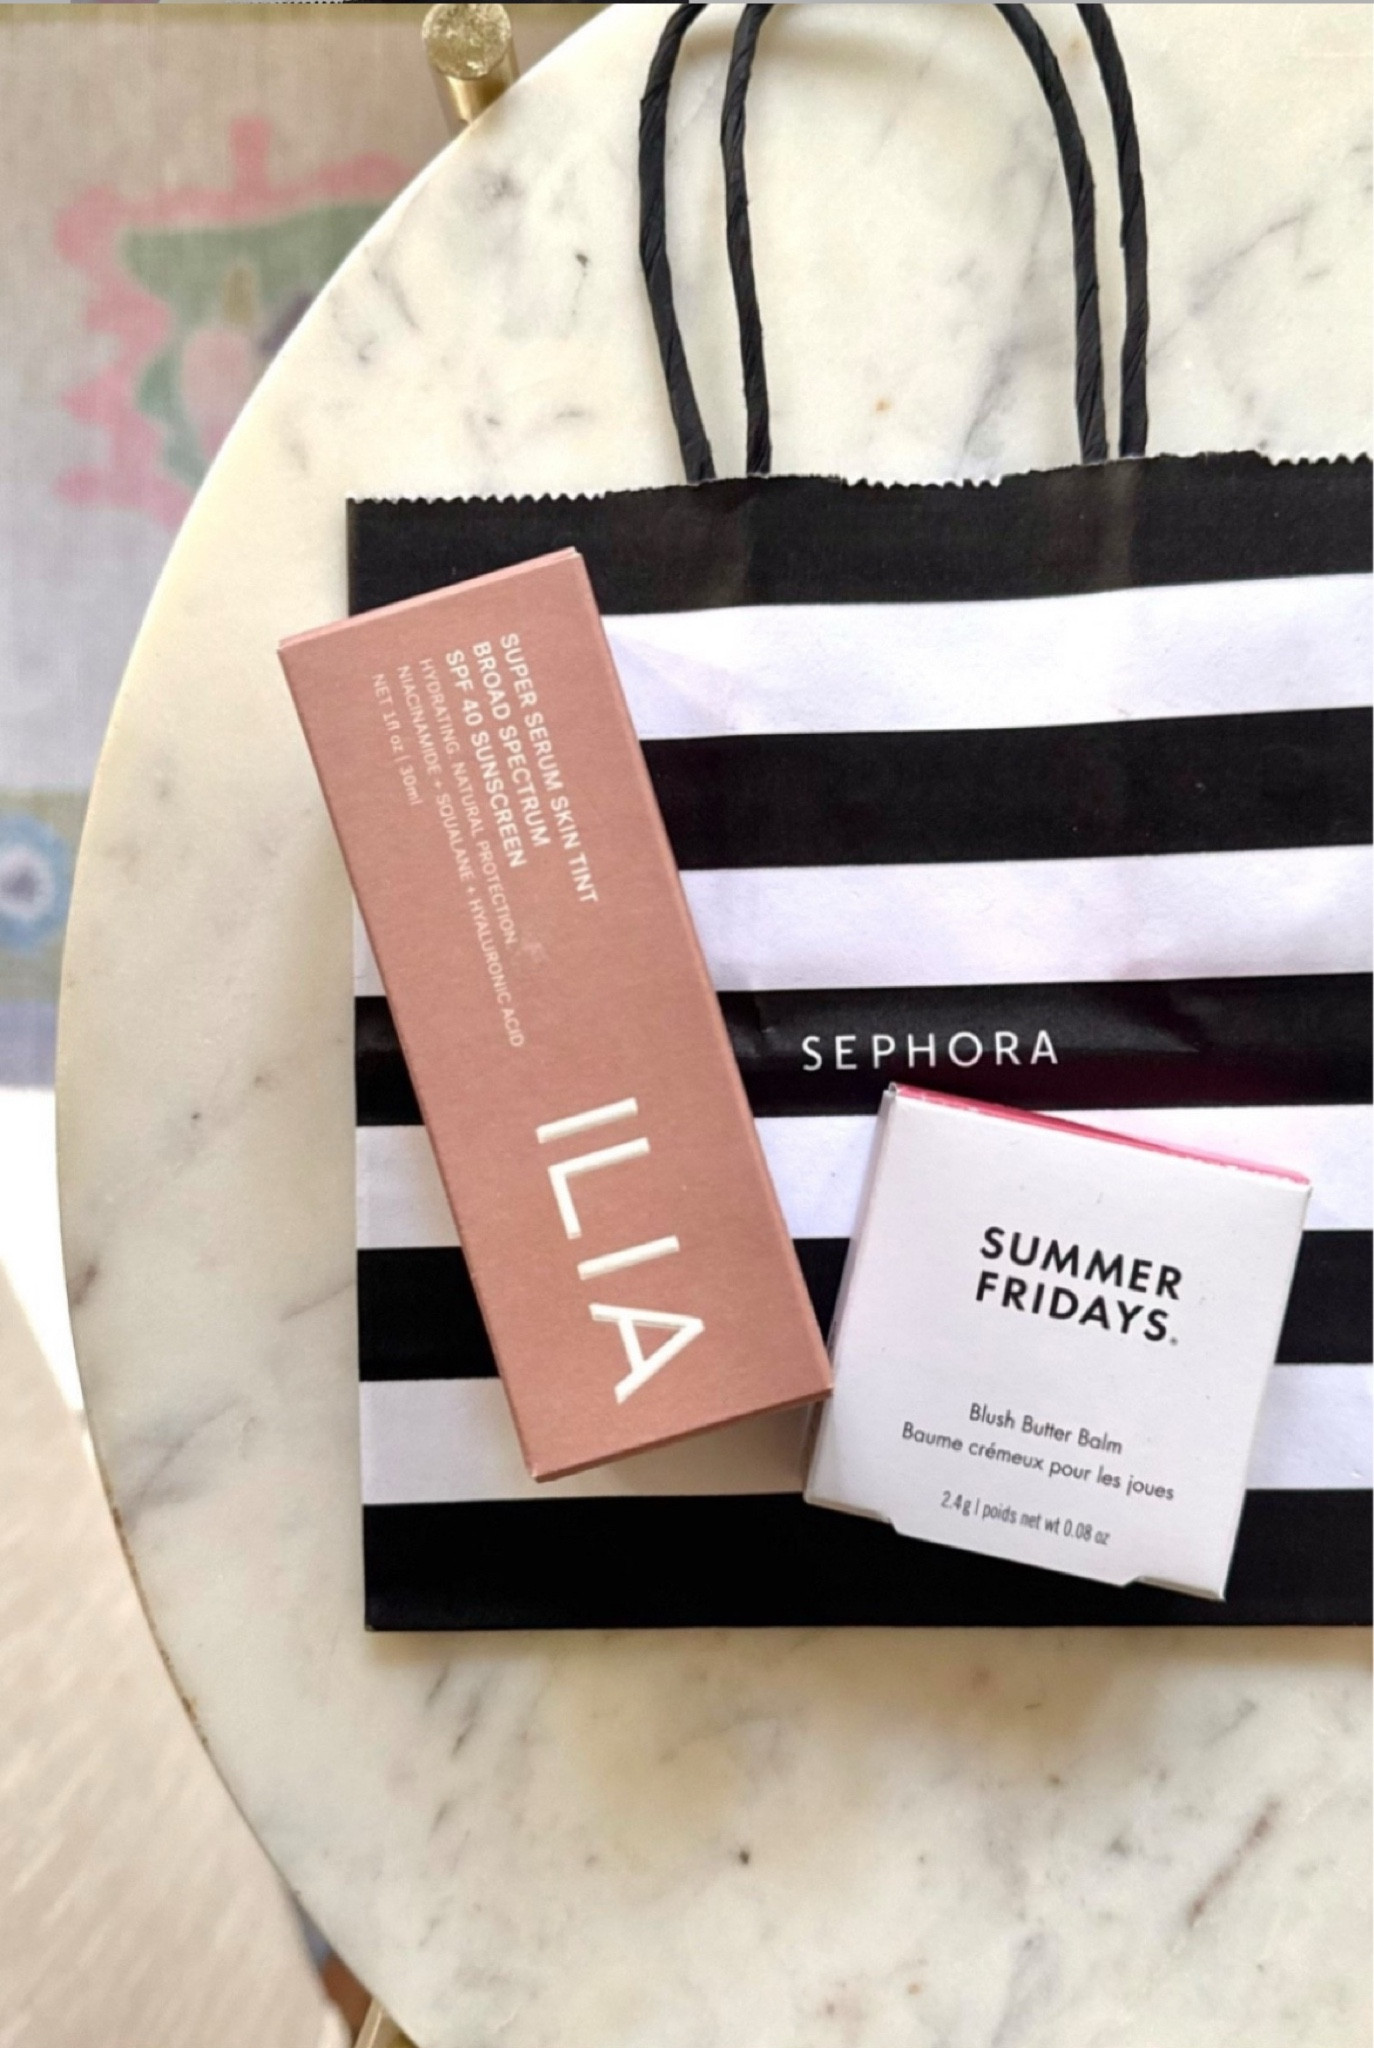 SUPER SERUM SKIN TINT
BROAD SPECTRUM
SPF 40 SUNSCREEN
HYDRATING NATURAL PROTECTION.
NIACINAMIDE + SQUALANE + HYALURONIC ACID
NET 1fl oz | 30ml
ILIA
SEPHORA
SUMMER
FRIDAYS®
Blush Butter Balm
Baume crémeux pour les joues
2.4g | poids net wt 0.08 oz